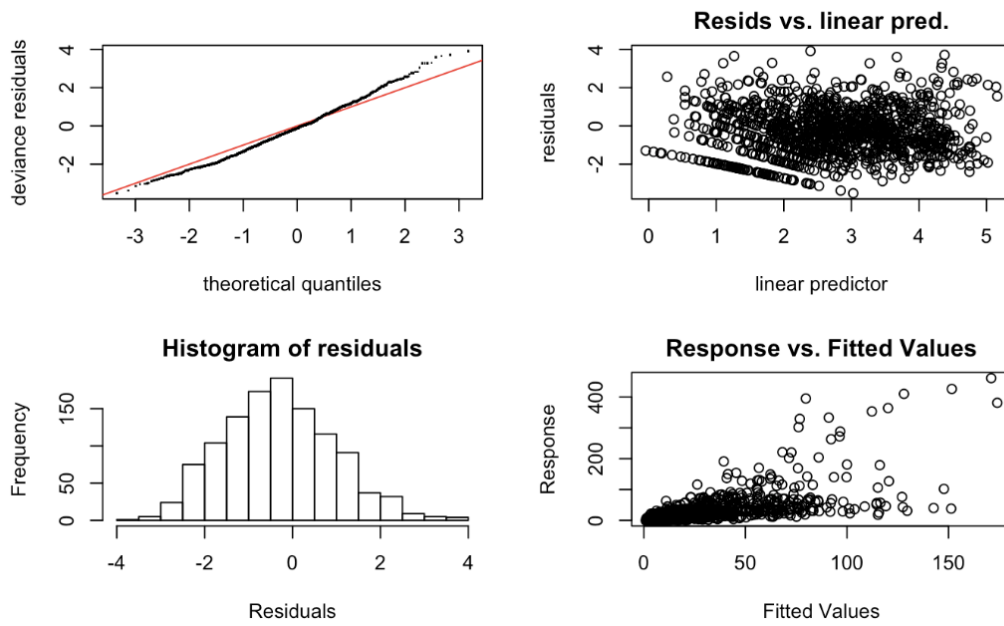 deviance residuals
4
2
0
-2
-3 -2 -1 0 1 2 3
theoretical quantiles
Resids vs. linear pred.
residuals
4
2
0
-2
0 1 2 3 4 5
linear predictor
Histogram of residuals
Frequency
150
50
0
-4 -2 0 2 4
Residuals
Response vs. Fitted Values
Response
400
200
0
0 50 100 150
Fitted Values